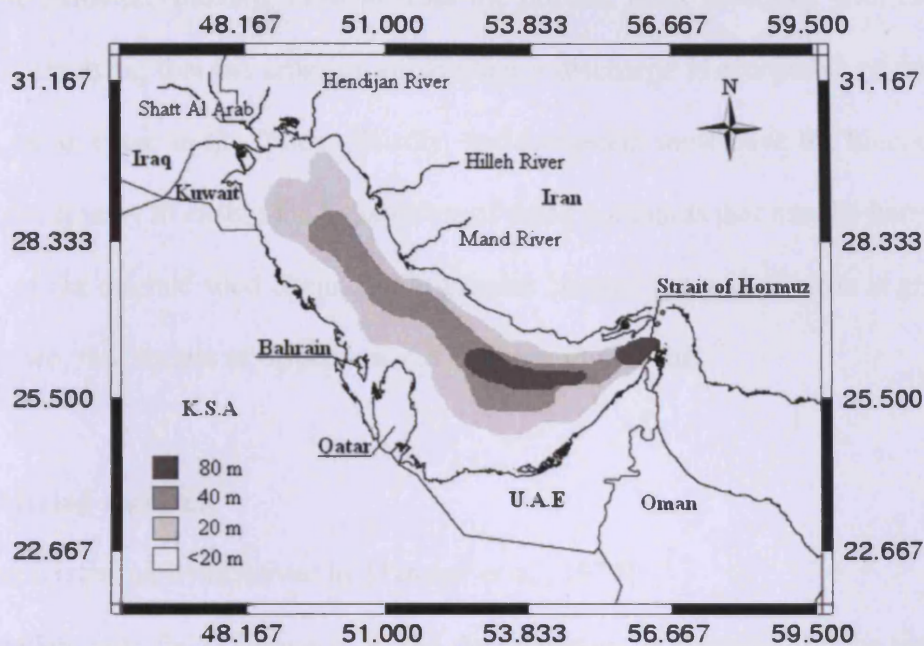 48.167 51.000 53.833 56.667 59.500
31.167 31.167
Hendijan River
N
Shatt Al Arab
Iraq
Hilleh River
Kuwait
Iran
28.333 28.333
Mand River
Strait of Hormuz
Bahrain
25.500 25.500
K.S.A
Qatar
80 m
U.A.E
Oman
40 m
20 m
<20 m
22.667 22.667
48.167 51.000 53.833 56.667 59.500